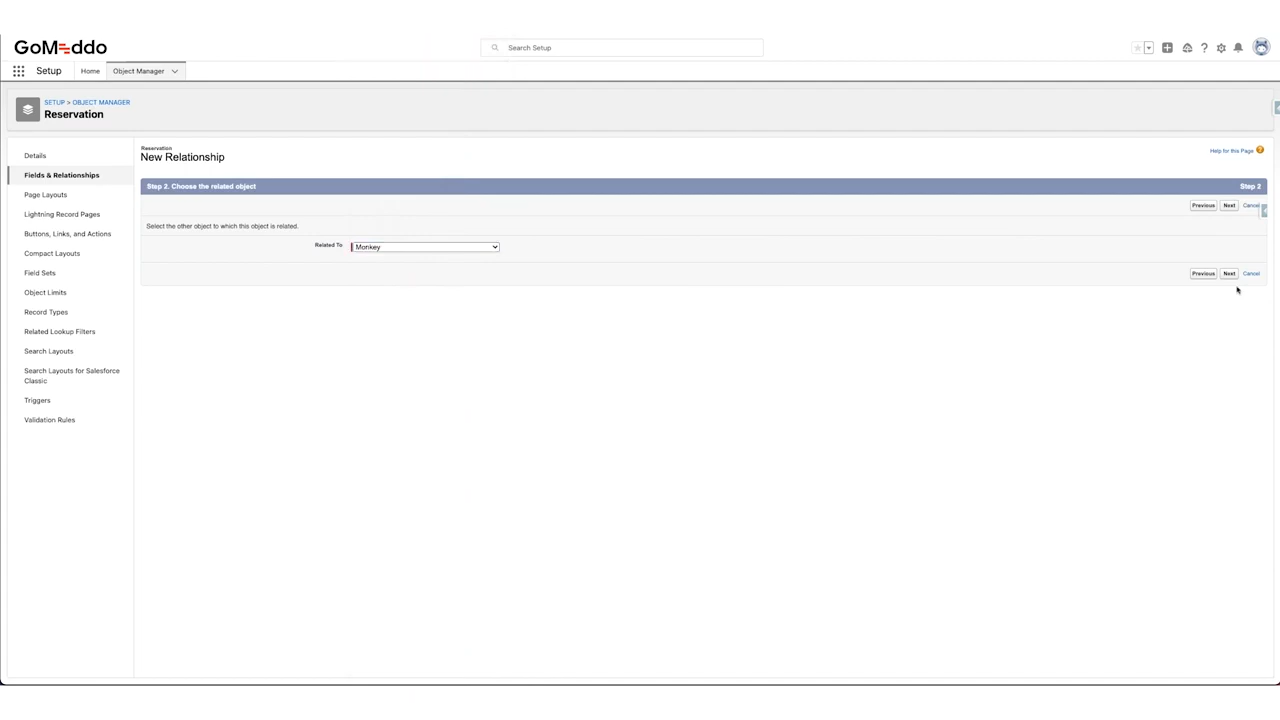 GoMeddo
Search Setup
Setup
Home
Object Manager
SETUP > OBJECT MANAGER
Reservation
Details
Fields & Relationships
Page Layouts
Lightning Record Pages
Buttons, Links, and Actions
Compact Layouts
Field Sets
Object Limits
Record Types
Related Lookup Filters
Search Layouts
Search Layouts for Salesforce
Classic
Triggers
Validation Rules
Reservation
New Relationship
Help for this Page ?
Step 2. Choose the related object
Step 2
Previous Next Cancel
Select the other object to which this object is related.
Related To Monkey
Previous Next Cancel